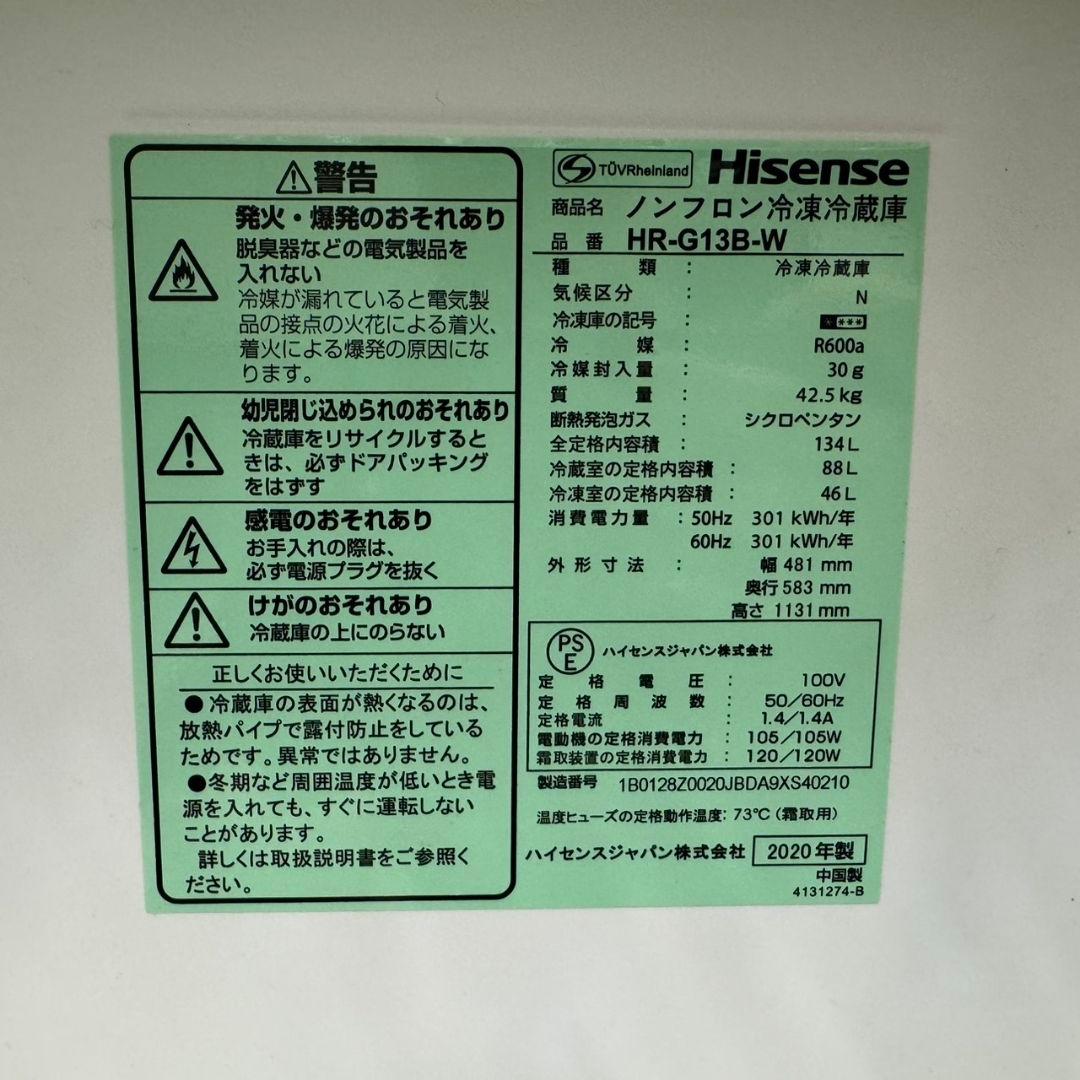 ⚠警告
発火・爆発のおそれあり
脱臭器などの電気製品を
入れない
冷媒が漏れていると電気製
品の接点の火花による着火、
着火による爆発の原因にな
ります。
幼児閉じ込められのおそれあり
冷蔵庫をリサイクルすると
きは、必ずドアパッキング
をはずす
感電のおそれあり
お手入れの際は、
必ず電源プラグを抜く
けがのおそれあり
冷蔵庫の上にのらない
正しくお使いいただくために
●冷蔵庫の表面が熱くなるのは、
放熱パイプで露付防止をしている
ためです。異常ではありません。
●冬期など周囲温度が低いとき電
源を入れても、すぐに運転しない
ことがあります。
詳しくは取扱説明書をご参照く
ださい。
TÜVRheinland Hisense
商品名 ノンフロン冷凍冷蔵庫
品番 HR-G13B-W
種類 : 冷凍冷蔵庫
気候区分 : N
冷凍庫の記号 : ****
冷媒 : R600a
冷媒封入量 : 30g
質量 : 42.5kg
断熱発泡ガス : シクロペンタン
全定格内容積 : 134L
冷蔵室の定格内容積 : 88L
冷凍室の定格内容積 : 46L
消費電力量 : 50Hz 301 kWh/年
60Hz 301 kWh/年
外形寸法 : 幅 481 mm
奥行 583 mm
高さ 1131 mm
PSE ハイセンスジャパン株式会社
定格電圧 : 100V
定格周波数 : 50/60Hz
定格電流 : 1.4/1.4A
電動機の定格消費電力 : 105/105W
霜取装置の定格消費電力 : 120/120W
製造番号 1B0128Z0020JBDA9XS40210
温度ヒューズの定格動作温度: 73℃(霜取用)
ハイセンスジャパン株式会社 2020年製
中国製
4131274-B